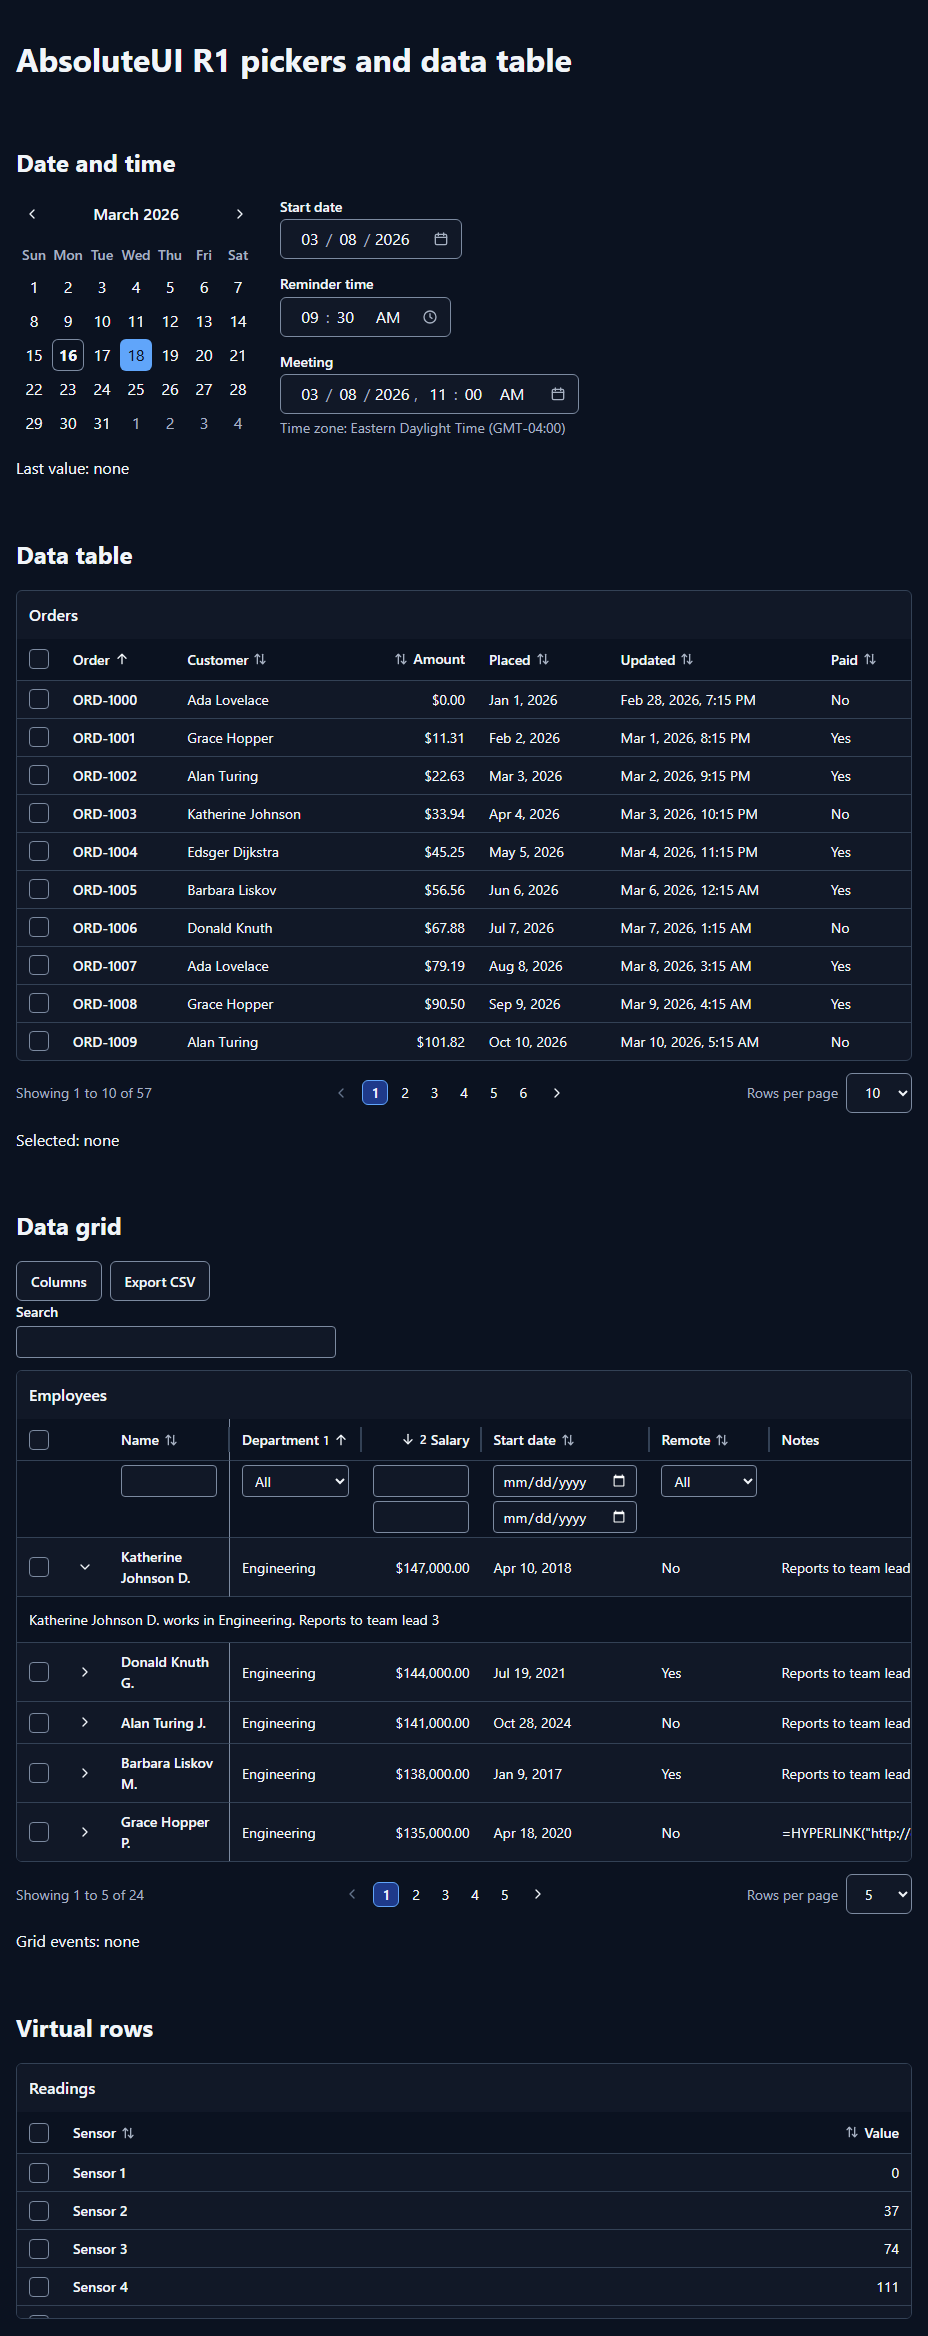 AbsoluteUI R1 pickers and data table
Date and time
March 2026
Sun Mon Tue Wed Thu Fri Sat
1 2 3 4 5 6 7
8 9 10 11 12 13 14
15 16 17 18 19 20 21
22 23 24 25 26 27 28
29 30 31 1 2 3 4
Start date
03 / 08 / 2026
Reminder time
09 : 30 AM
Meeting
03 / 08 / 2026 , 11 : 00 AM
Time zone: Eastern Daylight Time (GMT-04:00)
Last value: none
Data table
Orders
Order Customer Amount Placed Updated Paid
ORD-1000 Ada Lovelace $0.00 Jan 1, 2026 Feb 28, 2026, 7:15 PM No
ORD-1001 Grace Hopper $11.31 Feb 2, 2026 Mar 1, 2026, 8:15 PM Yes
ORD-1002 Alan Turing $22.63 Mar 3, 2026 Mar 2, 2026, 9:15 PM Yes
ORD-1003 Katherine Johnson $33.94 Apr 4, 2026 Mar 3, 2026, 10:15 PM No
ORD-1004 Edsger Dijkstra $45.25 May 5, 2026 Mar 4, 2026, 11:15 PM Yes
ORD-1005 Barbara Liskov $56.56 Jun 6, 2026 Mar 6, 2026, 12:15 AM Yes
ORD-1006 Donald Knuth $67.88 Jul 7, 2026 Mar 7, 2026, 1:15 AM No
ORD-1007 Ada Lovelace $79.19 Aug 8, 2026 Mar 8, 2026, 3:15 AM Yes
ORD-1008 Grace Hopper $90.50 Sep 9, 2026 Mar 9, 2026, 4:15 AM Yes
ORD-1009 Alan Turing $101.82 Oct 10, 2026 Mar 10, 2026, 5:15 AM No
Showing 1 to 10 of 57 1 2 3 4 5 6 Rows per page 10
Selected: none
Data grid
Columns Export CSV
Search
Employees
Name Department 1 2 Salary Start date Remote Notes
All mm/dd/yyyy All
mm/dd/yyyy
Katherine
Johnson D. Engineering $147,000.00 Apr 10, 2018 No Reports to team lead
Katherine Johnson D. works in Engineering. Reports to team lead 3
Donald Knuth
G. Engineering $144,000.00 Jul 19, 2021 Yes Reports to team lead
Alan Turing J. Engineering $141,000.00 Oct 28, 2024 No Reports to team lead
Barbara Liskov
M. Engineering $138,000.00 Jan 9, 2017 Yes Reports to team lead
Grace Hopper
P. Engineering $135,000.00 Apr 18, 2020 No =HYPERLINK("http://
Showing 1 to 5 of 24 1 2 3 4 5 Rows per page 5
Grid events: none
Virtual rows
Readings
Sensor Value
Sensor 1 0
Sensor 2 37
Sensor 3 74
Sensor 4 111